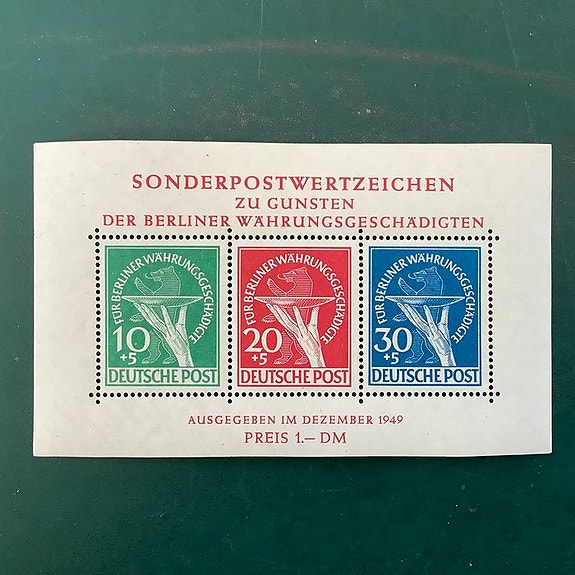 SONDERPOSTWERTZEICHEN
ZU GUNSTEN
DER BERLINER WÄHRUNGSGESCHÄDIGTEN
FÜR BERLINER WÄHRUNGSGESCHÄDIGTE
10
+5
DEUTSCHE POST
FÜR BERLINER WÄHRUNGSGESCHÄDIGTE
20
+5
DEUTSCHE POST
FÜR BERLINER WÄHRUNGSGESCHÄDIGTE
30
+5
DEUTSCHE POST
AUSGEGEBEN IM DEZEMBER 1949
PREIS 1.— DM